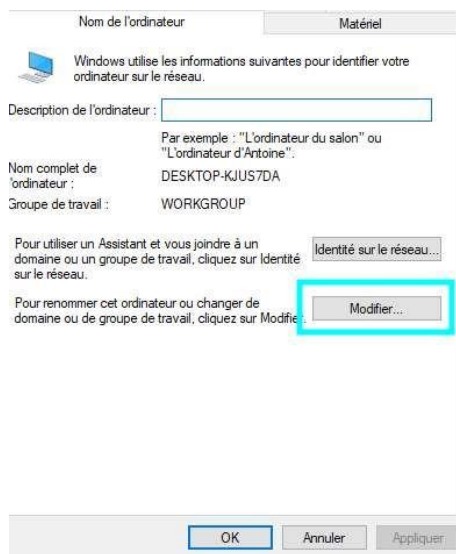 Nom de l'ordinateur
Matériel
Windows utilise les informations suivantes pour identifier votre
ordinateur sur le réseau.
Description de l'ordinateur :
Par exemple : "L'ordinateur du salon" ou
"L'ordinateur d'Antoine".
Nom complet de
'ordinateur :
DESKTOP-KJUS7DA
Groupe de travail :
WORKGROUP
Pour utiliser un Assistant et vous joindre à un
domaine ou un groupe de travail, cliquez sur Identité
sur le réseau.
Identité sur le réseau...
Pour renommer cet ordinateur ou changer de
domaine ou de groupe de travail, cliquez sur Modifier.
Modifier...
OK
Annuler
Appliquer